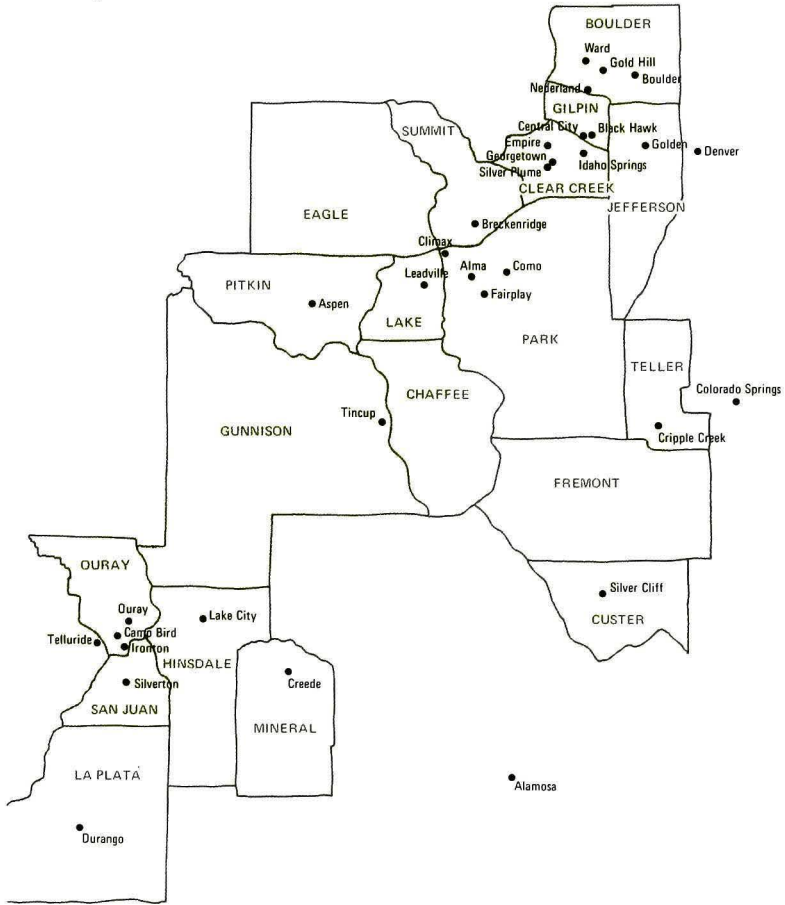 BOULDER
Ward
Gold Hill
Boulder
Nederland
GILPIN
Central City
Black Hawk
Empire
Golden
Denver
Georgetown
Idaho Springs
Silver Plume
CLEAR CREEK
SUMMIT
JEFFERSON
EAGLE
Breckenridge
Climax
Alma
Como
Leadville
PITKIN
Aspen
Fairplay
LAKE
PARK
TELLER
Colorado Springs
CHAFFEE
Tincup
GUNNISON
Cripple Creek
FREMONT
OURAY
Silver Cliff
CUSTER
Ouray
Lake City
Camp Bird
Telluride
Ironton
HINSDALE
Creede
Silverton
SAN JUAN
MINERAL
LA PLATA
Alamosa
Durango